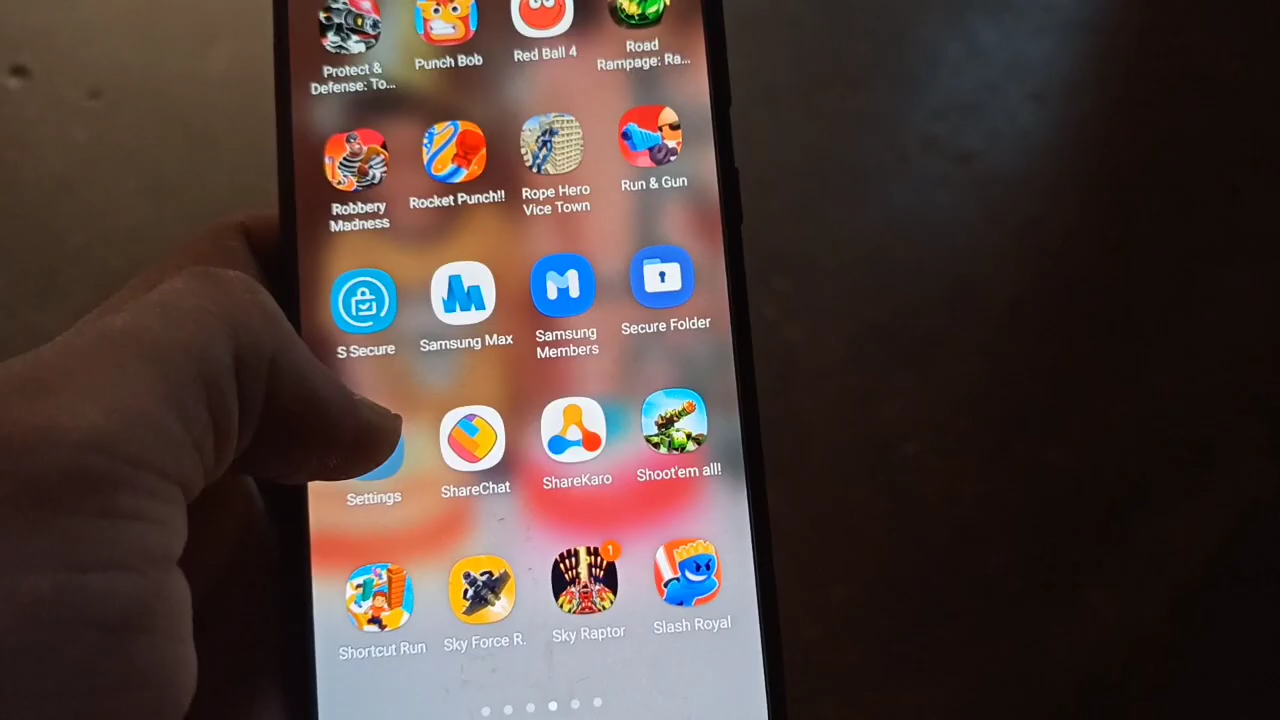 Protect &
Defense: To...
Punch Bob
Red Ball 4
Road
Rampage: Ra...
Robbery
Madness
Rocket Punch!!
Rope Hero
Vice Town
Run & Gun
S Secure
Samsung Max
Samsung
Members
Secure Folder
Settings
ShareChat
ShareKaro
Shoot'em all!
Shortcut Run
Sky Force R.
1
Sky Raptor
Slash Royal